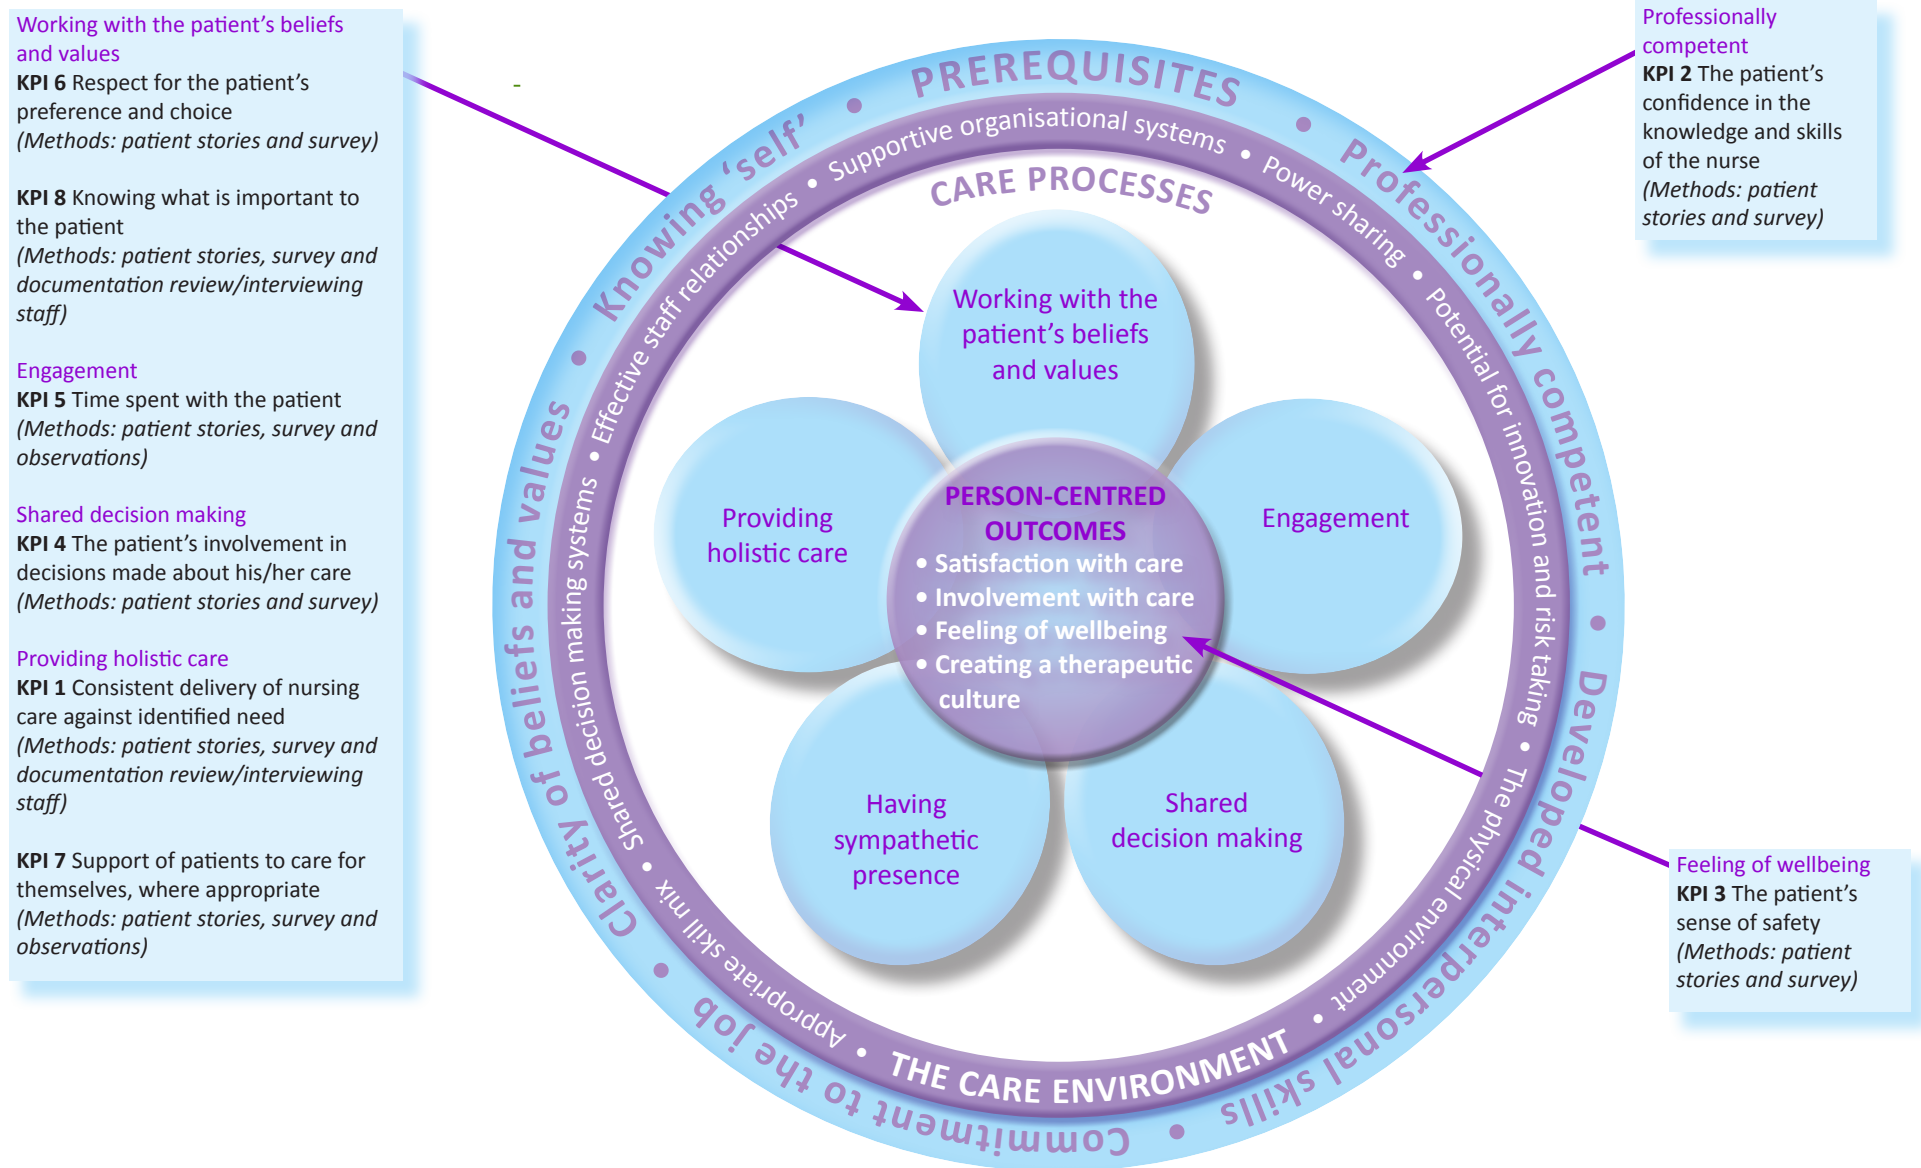 Working with the patient’s beliefs
and values
KPI 6 Respect for the patient’s
preference and choice
(Methods: patient stories and survey)
KPI 8 Knowing what is important to
the patient
(Methods: patient stories, survey and
documentation review/interviewing
staff)
Engagement
KPI 5 Time spent with the patient
(Methods: patient stories, survey and
observations)
Shared decision making
KPI 4 The patient’s involvement in
decisions made about his/her care
(Methods: patient stories and survey)
Providing holistic care
KPI 1 Consistent delivery of nursing
care against identified need
(Methods: patient stories, survey and
documentation review/interviewing
staff)
KPI 7 Support of patients to care for
themselves, where appropriate
(Methods: patient stories, survey and
observations)
-
PREREQUISITES • Professionally competent • Developed interpersonal skills • Commitment to the job • Clarity of beliefs and values • Knowing ‘self’ •
THE CARE ENVIRONMENT • Appropriate skill mix • Shared decision making systems • Effective staff relationships • Supportive organisational systems • Power sharing • Potential for innovation and risk taking • The physical environment •
CARE PROCESSES
Working with the
patient’s beliefs
and values
Engagement
Shared
decision making
Having
sympathetic
presence
Providing
holistic care
PERSON-CENTRED
OUTCOMES
• Satisfaction with care
• Involvement with care
• Feeling of wellbeing
• Creating a therapeutic
culture
Professionally
competent
KPI 2 The patient’s
confidence in the
knowledge and skills
of the nurse
(Methods: patient
stories and survey)
Feeling of wellbeing
KPI 3 The patient’s
sense of safety
(Methods: patient
stories and survey)